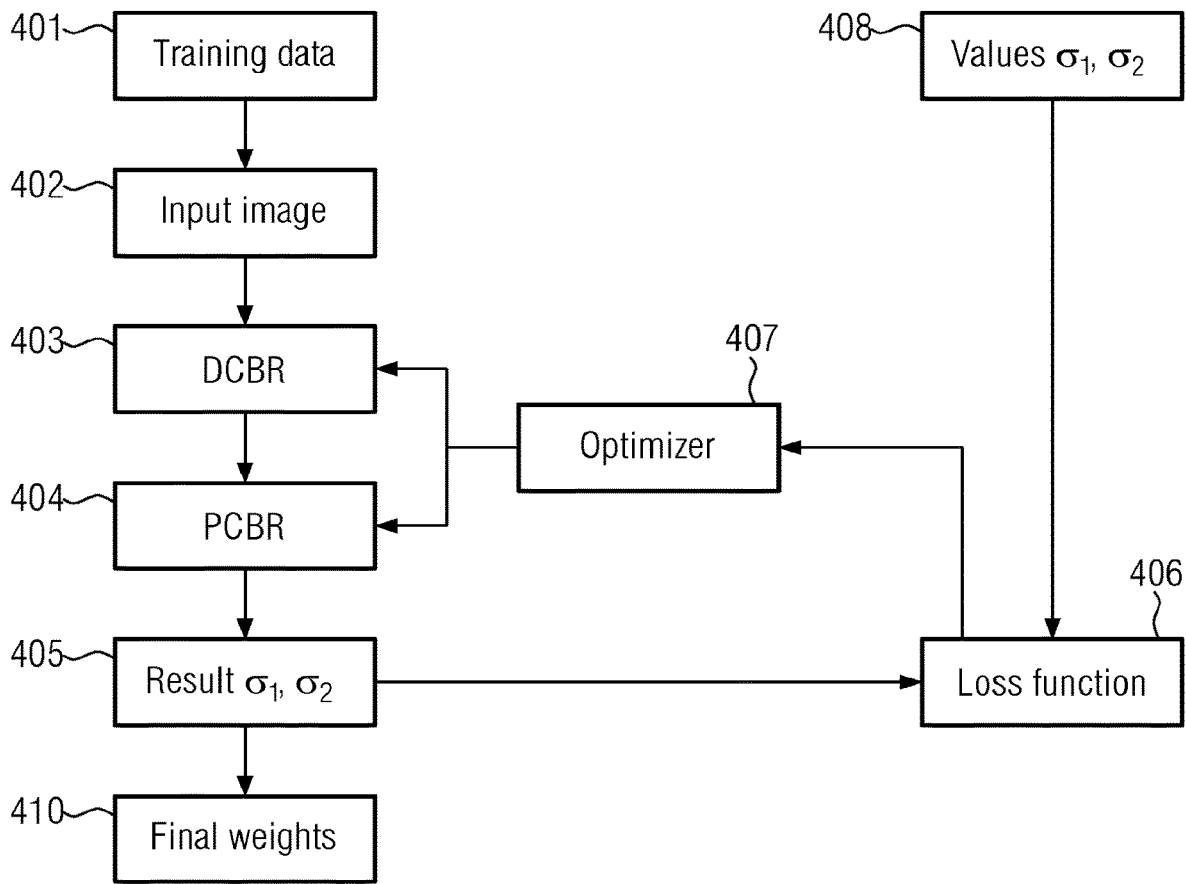 401
Training data
408
Values σ₁, σ₂
402
Input image
403
DCBR
407
Optimizer
404
PCBR
406
405
Result σ₁, σ₂
Loss function
410
Final weights